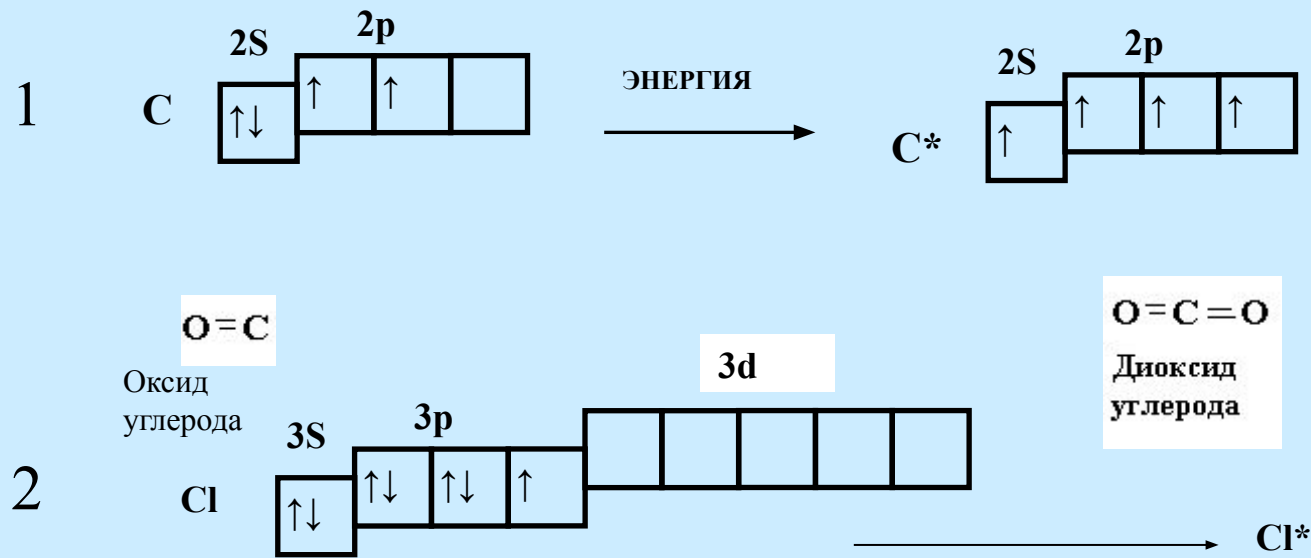 2S 2p
1 C ↑↓ ↑ ↑
ЭНЕРГИЯ
2S 2p
C* ↑ ↑ ↑ ↑
O=C
Оксид
углерода
O=C=O
Диоксид
углерода
3S 3p 3d
2 Cl ↑↓ ↑↓ ↑↓ ↑
Cl*